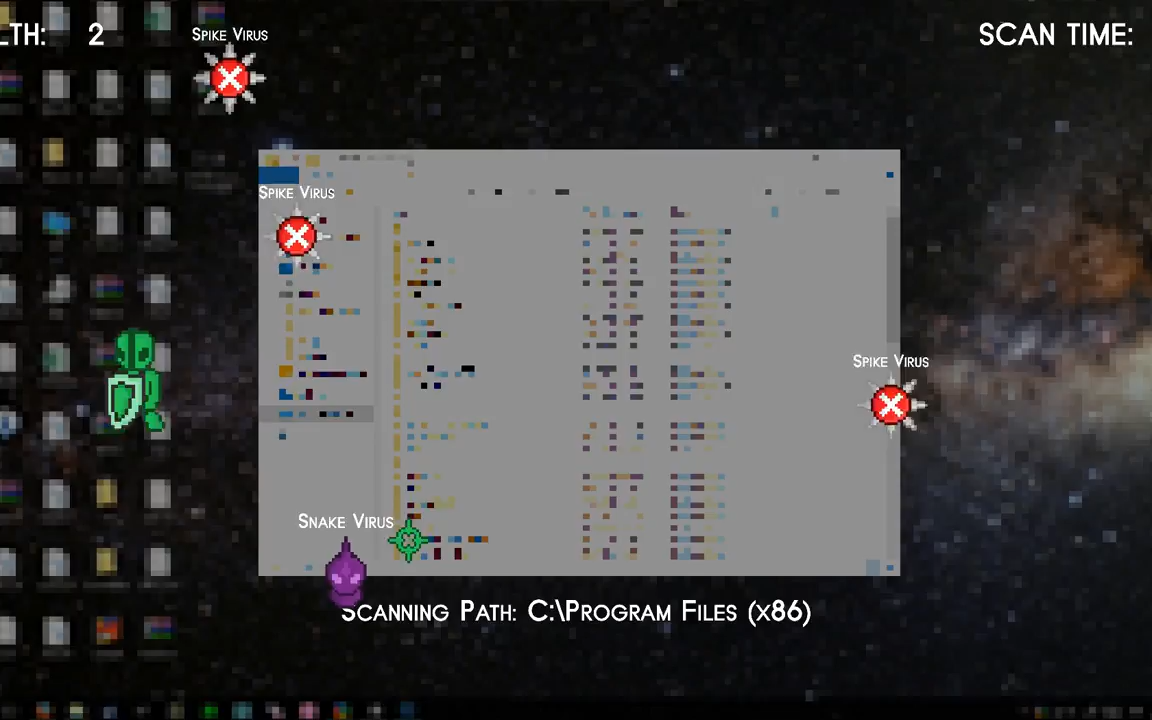 LTH: 2
SPIKE VIRUS
SCAN TIME:
SPIKE VIRUS
SPIKE VIRUS
SNAKE VIRUS
SCANNING PATH: C:\PROGRAM FILES (X86)